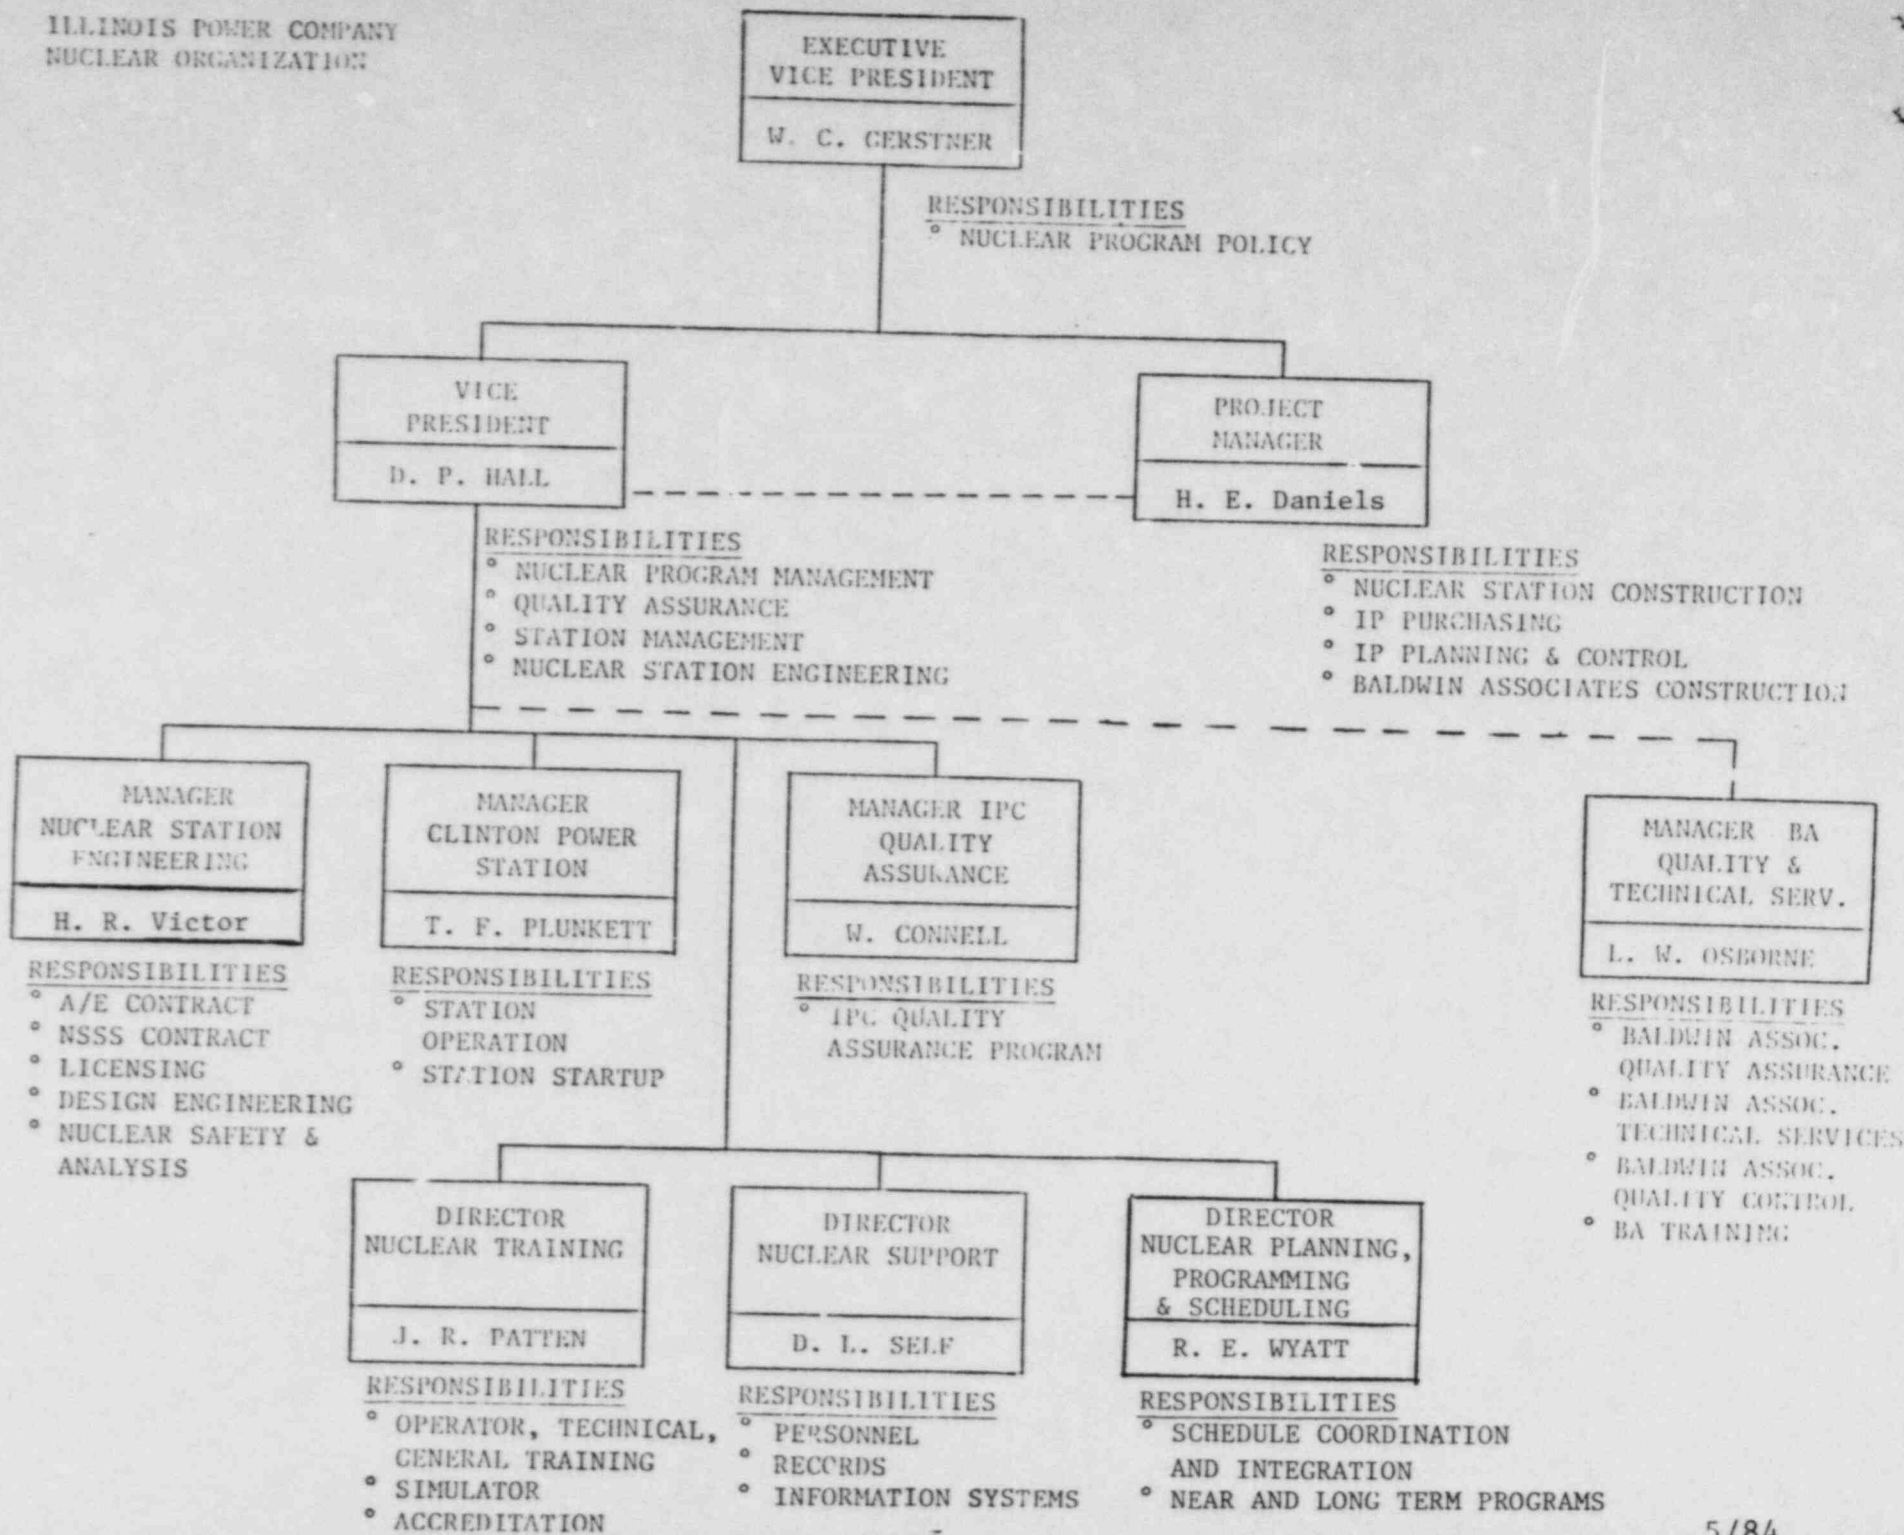 ILLINOIS POWER COMPANY
NUCLEAR ORGANIZATION
EXECUTIVE
VICE PRESIDENT
W. C. GERSTNER
RESPONSIBILITIES
° NUCLEAR PROGRAM POLICY
VICE
PRESIDENT
D. P. HALL
RESPONSIBILITIES
° NUCLEAR PROGRAM MANAGEMENT
° QUALITY ASSURANCE
° STATION MANAGEMENT
° NUCLEAR STATION ENGINEERING
PROJECT
MANAGER
H. E. Daniels
RESPONSIBILITIES
° NUCLEAR STATION CONSTRUCTION
° IP PURCHASING
° IP PLANNING & CONTROL
° BALDWIN ASSOCIATES CONSTRUCTION
MANAGER
NUCLEAR STATION
ENGINEERING
H. R. Victor
RESPONSIBILITIES
° A/E CONTRACT
° NSSS CONTRACT
° LICENSING
° DESIGN ENGINEERING
° NUCLEAR SAFETY &
ANALYSIS
MANAGER
CLINTON POWER
STATION
T. F. PLUNKETT
RESPONSIBILITIES
° STATION
OPERATION
° STATION STARTUP
MANAGER IPC
QUALITY
ASSURANCE
W. CONNELL
RESPONSIBILITIES
° IPC QUALITY
ASSURANCE PROGRAM
MANAGER BA
QUALITY &
TECHNICAL SERV.
L. W. OSBORNE
RESPONSIBILITIES
° BALDWIN ASSOC.
QUALITY ASSURANCE
° BALDWIN ASSOC.
TECHNICAL SERVICES
° BALDWIN ASSOC.
QUALITY CONTROL
° BA TRAINING
DIRECTOR
NUCLEAR TRAINING
J. R. PATTEN
RESPONSIBILITIES
° OPERATOR, TECHNICAL,
GENERAL TRAINING
° SIMULATOR
° ACCREDITATION
DIRECTOR
NUCLEAR SUPPORT
D. L. SELF
RESPONSIBILITIES
° PERSONNEL
° RECORDS
° INFORMATION SYSTEMS
DIRECTOR
NUCLEAR PLANNING,
PROGRAMMING
& SCHEDULING
R. E. WYATT
RESPONSIBILITIES
° SCHEDULE COORDINATION
AND INTEGRATION
° NEAR AND LONG TERM PROGRAMS
5/84